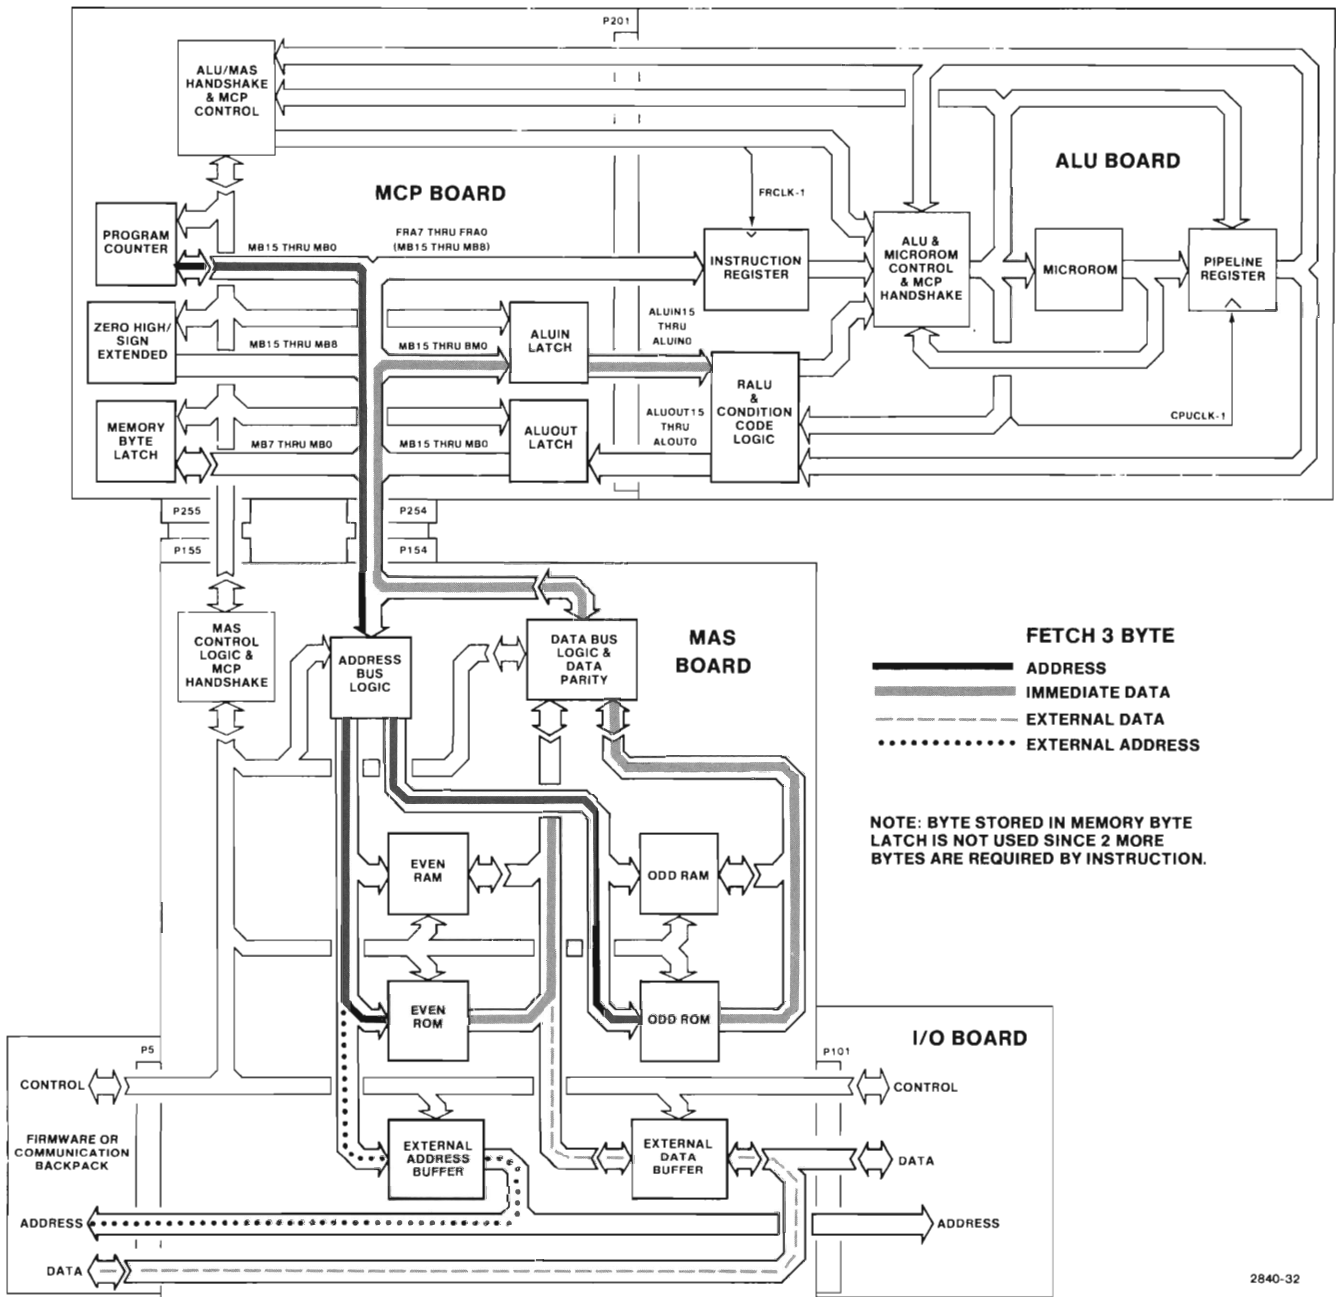 P201
ALU/MAS
HANDSHAKE
& MCP
CONTROL
MCP BOARD
ALU BOARD
FRCLK-1
PROGRAM
COUNTER
MB15 THRU MB0
FRA7 THRU FRA0
(MB15 THRU MB8)
INSTRUCTION
REGISTER
ALU &
MICROROM
CONTROL
& MCP
HANDSHAKE
MICROROM
PIPELINE
REGISTER
ZERO HIGH/
SIGN
EXTENDED
MB15 THRU MB8
MB15 THRU BM0
ALUIN
LATCH
ALUIN15
THRU
ALUIN0
RALU
&
CONDITION
CODE
LOGIC
MEMORY
BYTE
LATCH
MB7 THRU MB0
MB15 THRU MB0
ALUOUT
LATCH
ALUOUT15
THRU
ALOUT0
CPUCLK-1
P255
P254
P155
P154
MAS
CONTROL
LOGIC &
MCP
HANDSHAKE
ADDRESS
BUS
LOGIC
DATA BUS
LOGIC &
DATA
PARITY
MAS
BOARD
FETCH 3 BYTE
ADDRESS
IMMEDIATE DATA
EXTERNAL DATA
EXTERNAL ADDRESS
NOTE: BYTE STORED IN MEMORY BYTE
LATCH IS NOT USED SINCE 2 MORE
BYTES ARE REQUIRED BY INSTRUCTION.
EVEN
RAM
ODD RAM
EVEN
ROM
ODD ROM
I/O BOARD
P5
P101
CONTROL
CONTROL
FIRMWARE OR
COMMUNICATION
BACKPACK
EXTERNAL
ADDRESS
BUFFER
EXTERNAL
DATA
BUFFER
DATA
ADDRESS
ADDRESS
DATA
2840-32